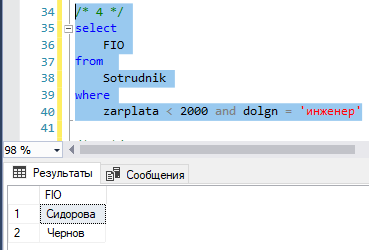 34 /* 4 */
35 select
36 FIO
37 from
38 Sotrudnik
39 where
40 zarplata < 2000 and dolgn = 'инженер'
41
98 %
Результаты Сообщения
FIO
1 Сидорова
2 Чернов